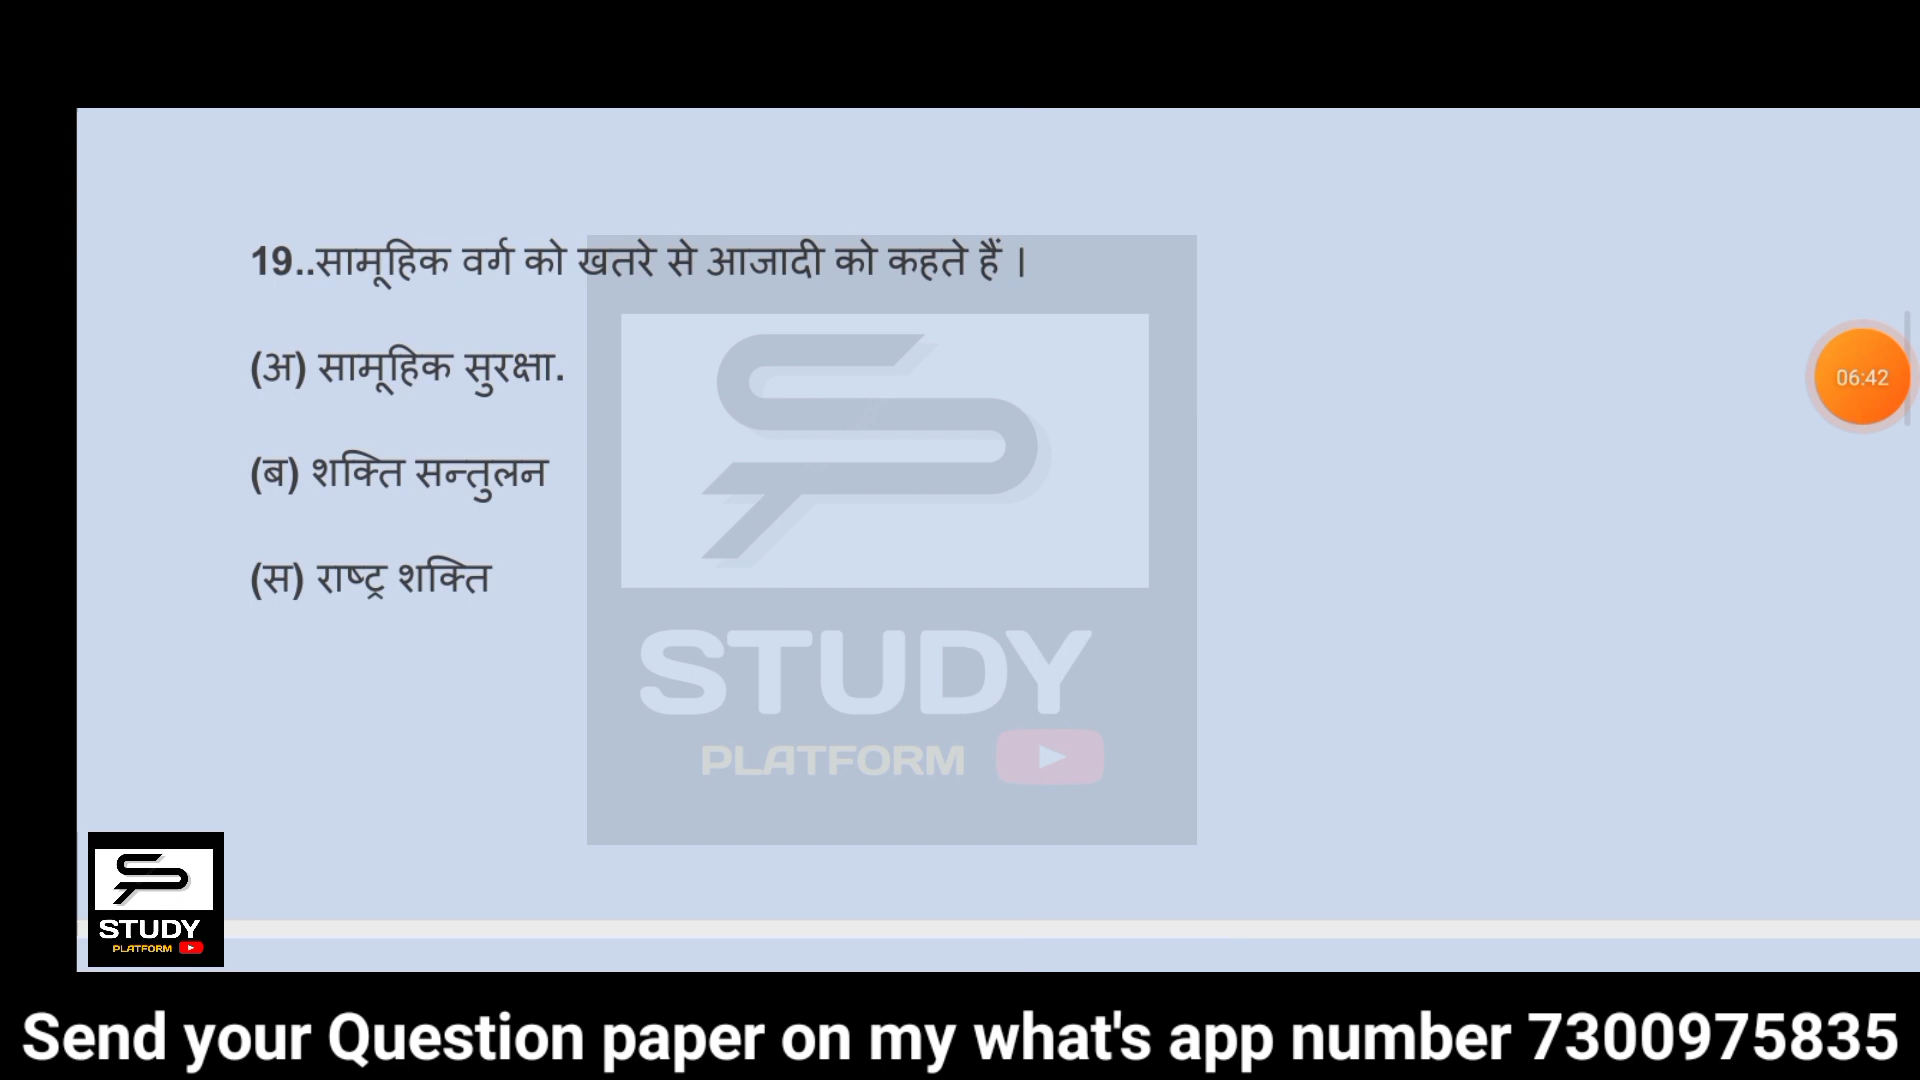 19..सामूहिक वर्ग को खतरे से आजादी को कहते हैं ।
(अ) सामूहिक सुरक्षा.
(ब) शक्ति सन्तुलन
(स) राष्ट्र शक्ति
06:42
STUDY
PLATFORM
STUDY
PLATFORM
Send your Question paper on my what's app number 7300975835